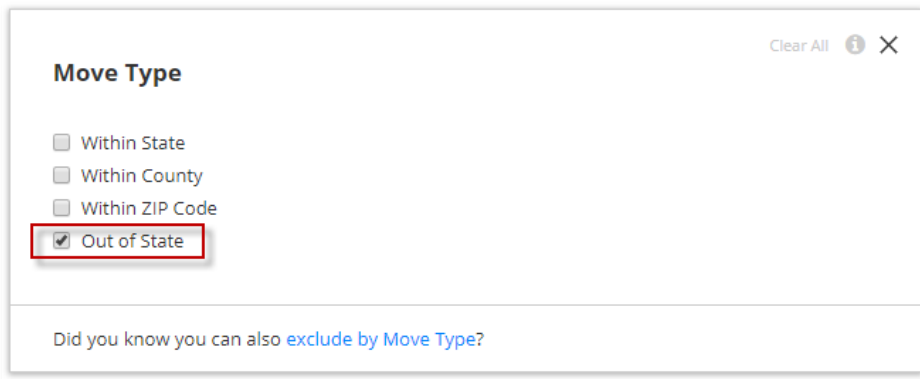 Clear All
Move Type
Within State
Within County
Within ZIP Code
Out of State
Did you know you can also exclude by Move Type?